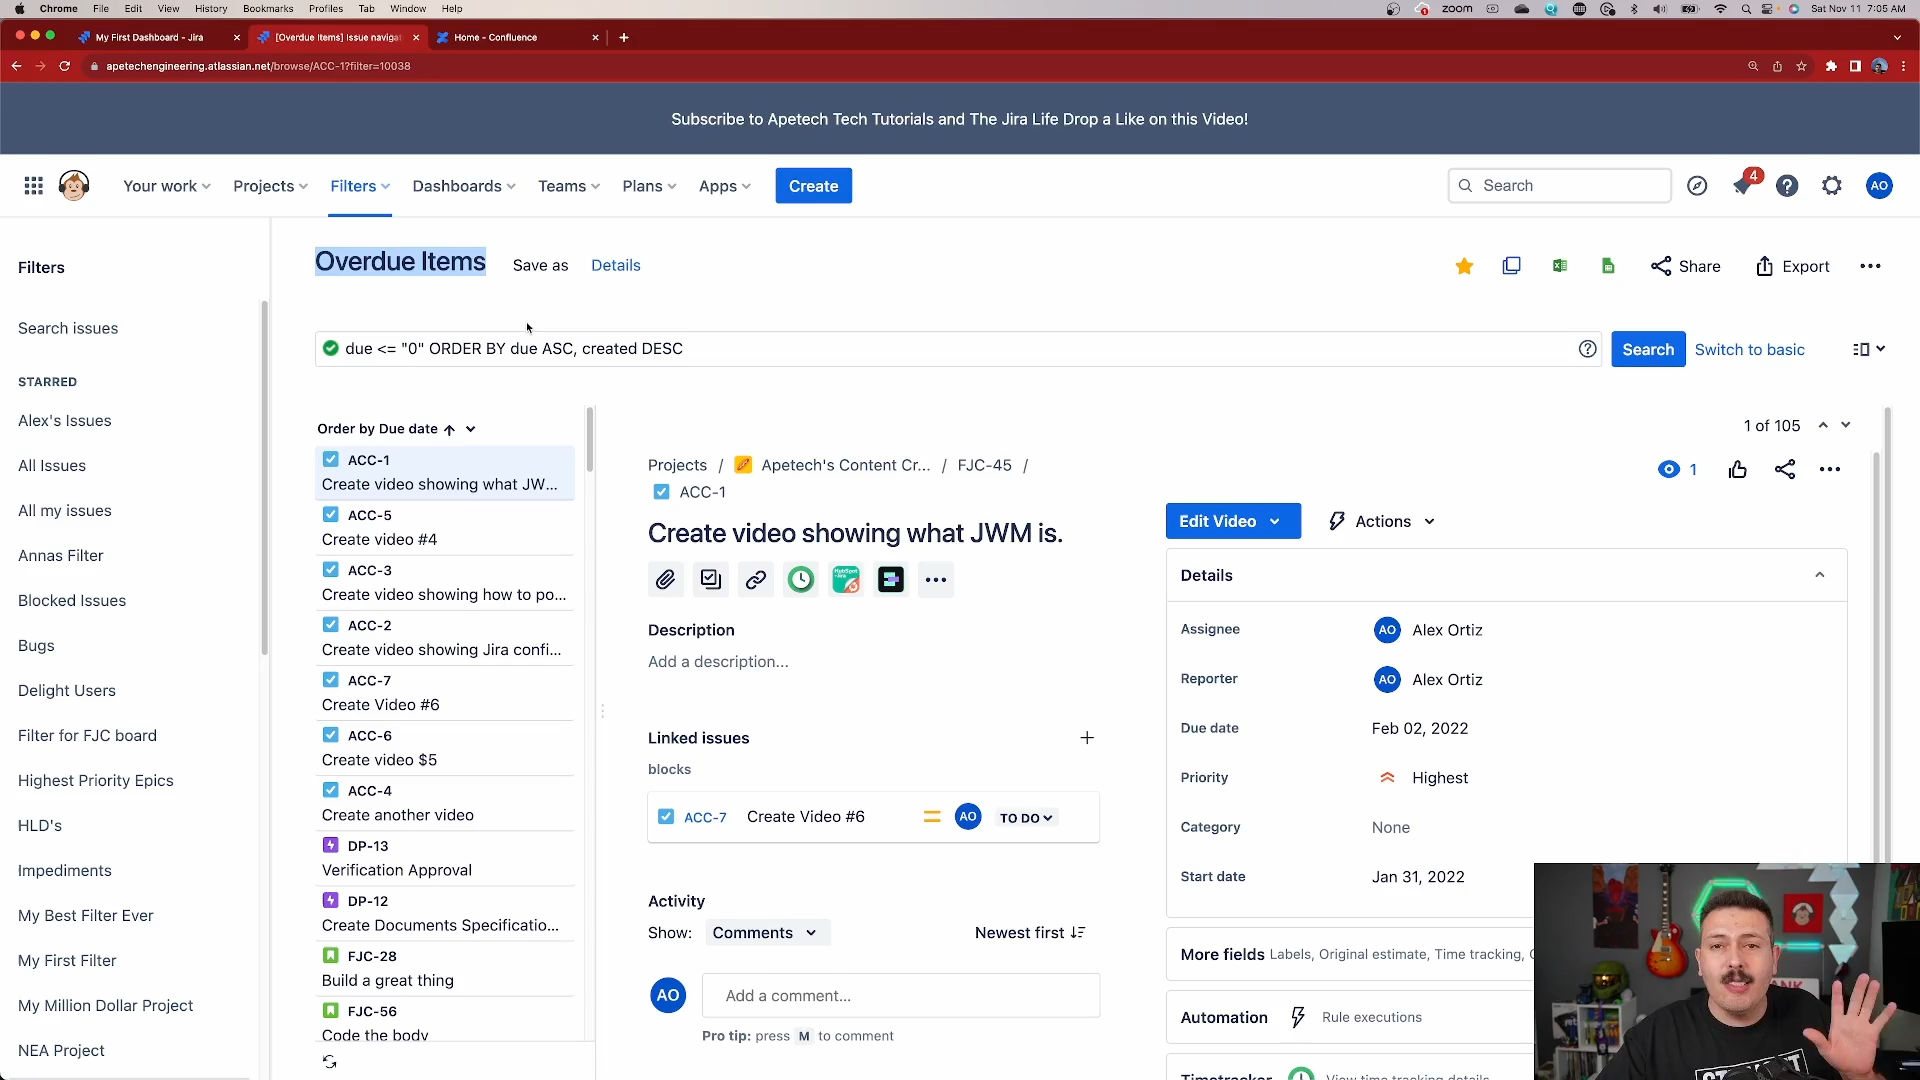 Chrome File Edit View History Bookmarks Profiles Tab Window Help
zoom Sat Nov 11 7:05 AM
My First Dashboard - Jira
[Overdue Items] Issue navigat
Home - Confluence
apetechengineering.atlassian.net/browse/ACC-1?filter=10038
Subscribe to Apetech Tech Tutorials and The Jira Life Drop a Like on this Video!
Your work Projects Filters Dashboards Teams Plans Apps Create
Search
4
AO
Filters
Search issues
STARRED
Alex's Issues
All Issues
All my issues
Annas Filter
Blocked Issues
Bugs
Delight Users
Filter for FJC board
Highest Priority Epics
HLD's
Impediments
My Best Filter Ever
My First Filter
My Million Dollar Project
NEA Project
Overdue Items Save as Details
Share Export
due <= "0" ORDER BY due ASC, created DESC
Search Switch to basic
Order by Due date
ACC-1
Create video showing what JW...
ACC-5
Create video #4
ACC-3
Create video showing how to po...
ACC-2
Create video showing Jira confi...
ACC-7
Create Video #6
ACC-6
Create video $5
ACC-4
Create another video
DP-13
Verification Approval
DP-12
Create Documents Specificatio...
FJC-28
Build a great thing
FJC-56
Code the body
1 of 105
Projects / Apetech's Content Cr... / FJC-45 /
ACC-1
1
Create video showing what JWM is.
Description
Add a description...
Linked issues
blocks
ACC-7 Create Video #6 AO TO DO
Activity
Show: Comments Newest first
AO Add a comment...
Pro tip: press M to comment
Edit Video Actions
Details
Assignee AO Alex Ortiz
Reporter AO Alex Ortiz
Due date Feb 02, 2022
Priority Highest
Category None
Start date Jan 31, 2022
More fields Labels, Original estimate, Time tracking,
Automation Rule executions
Timetracker View time tracking details